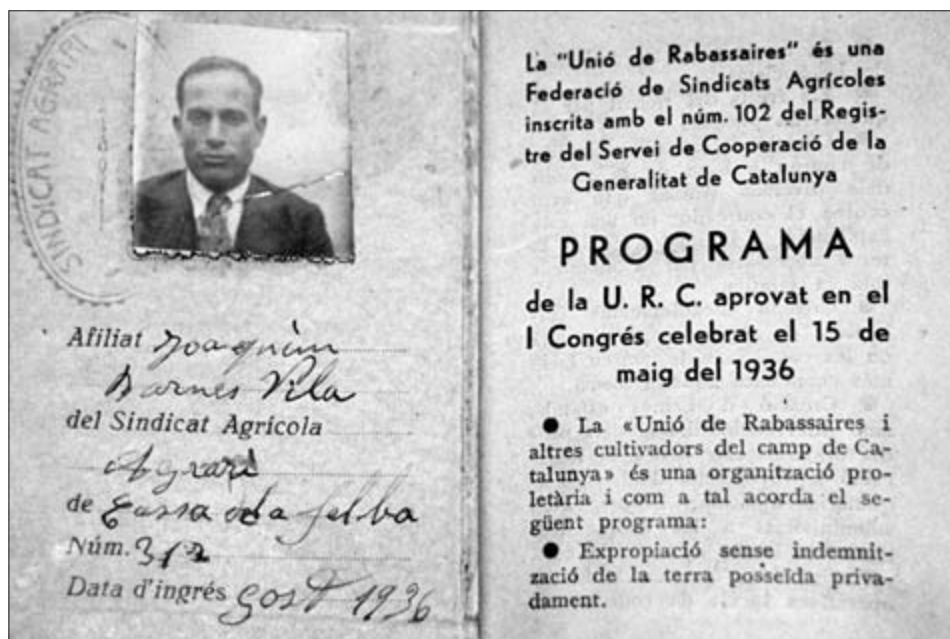 SINDICAT AGRARI
Afiliat Joaquim
Barnes Vila
del Sindicat Agrícola
Agrari
de Cassa de la Selba
Núm.
Data d'ingrés gost 1936
La "Unió de Rabassaires" és una
Federació de Sindicats Agrícoles
inscrita amb el núm. 102 del Regis-
tre del Servei de Cooperació de la
Generalitat de Catalunya
PROGRAMA
de la U. R. C. aprovat en el
I Congrés celebrat el 15 de
maig del 1936
● La «Unió de Rabassaires i
altres cultivadors del camp de Ca-
talunya» és una organització pro-
letària i com a tal acorda el se-
güent programa:
● Expropiació sense indemnit-
zació de la terra posseïda priva-
dament.